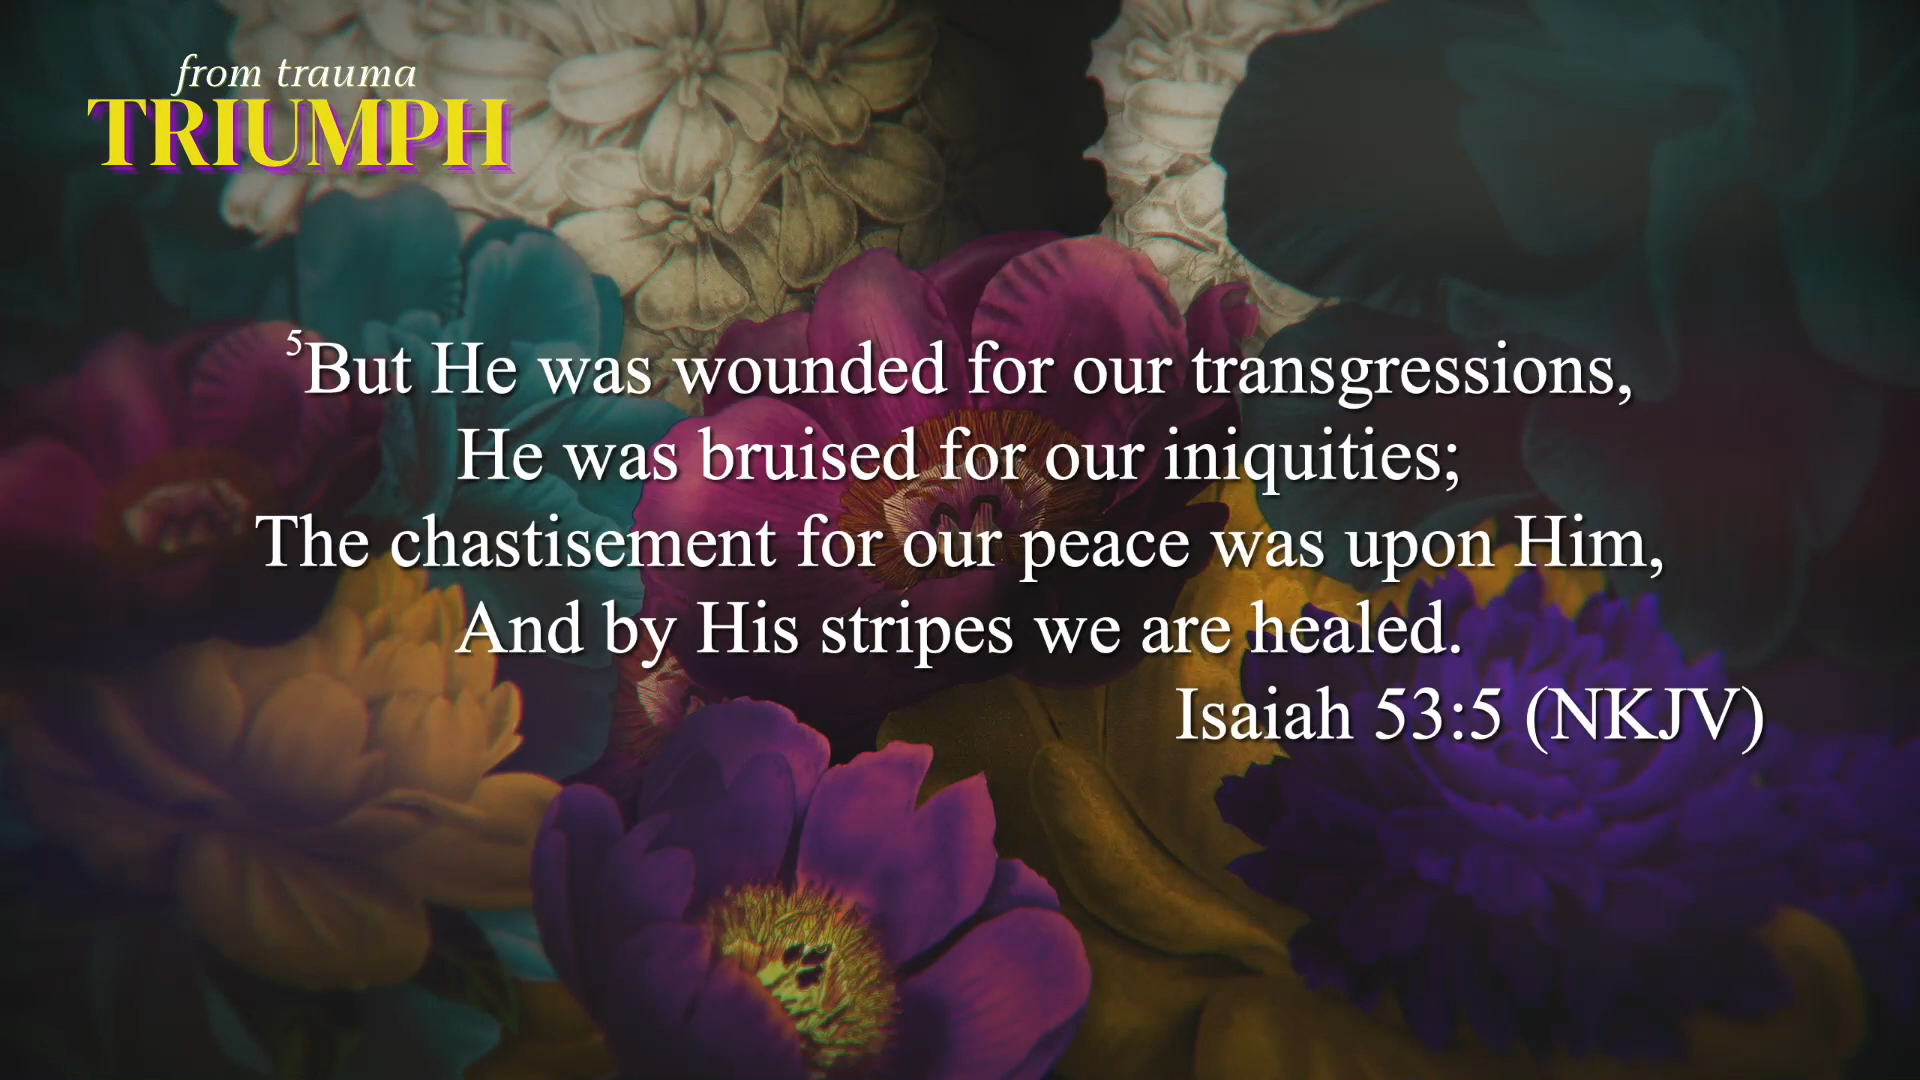 from trauma
TRIUMPH
⁵But He was wounded for our transgressions,
He was bruised for our iniquities;
The chastisement for our peace was upon Him,
And by His stripes we are healed.
Isaiah 53:5 (NKJV)